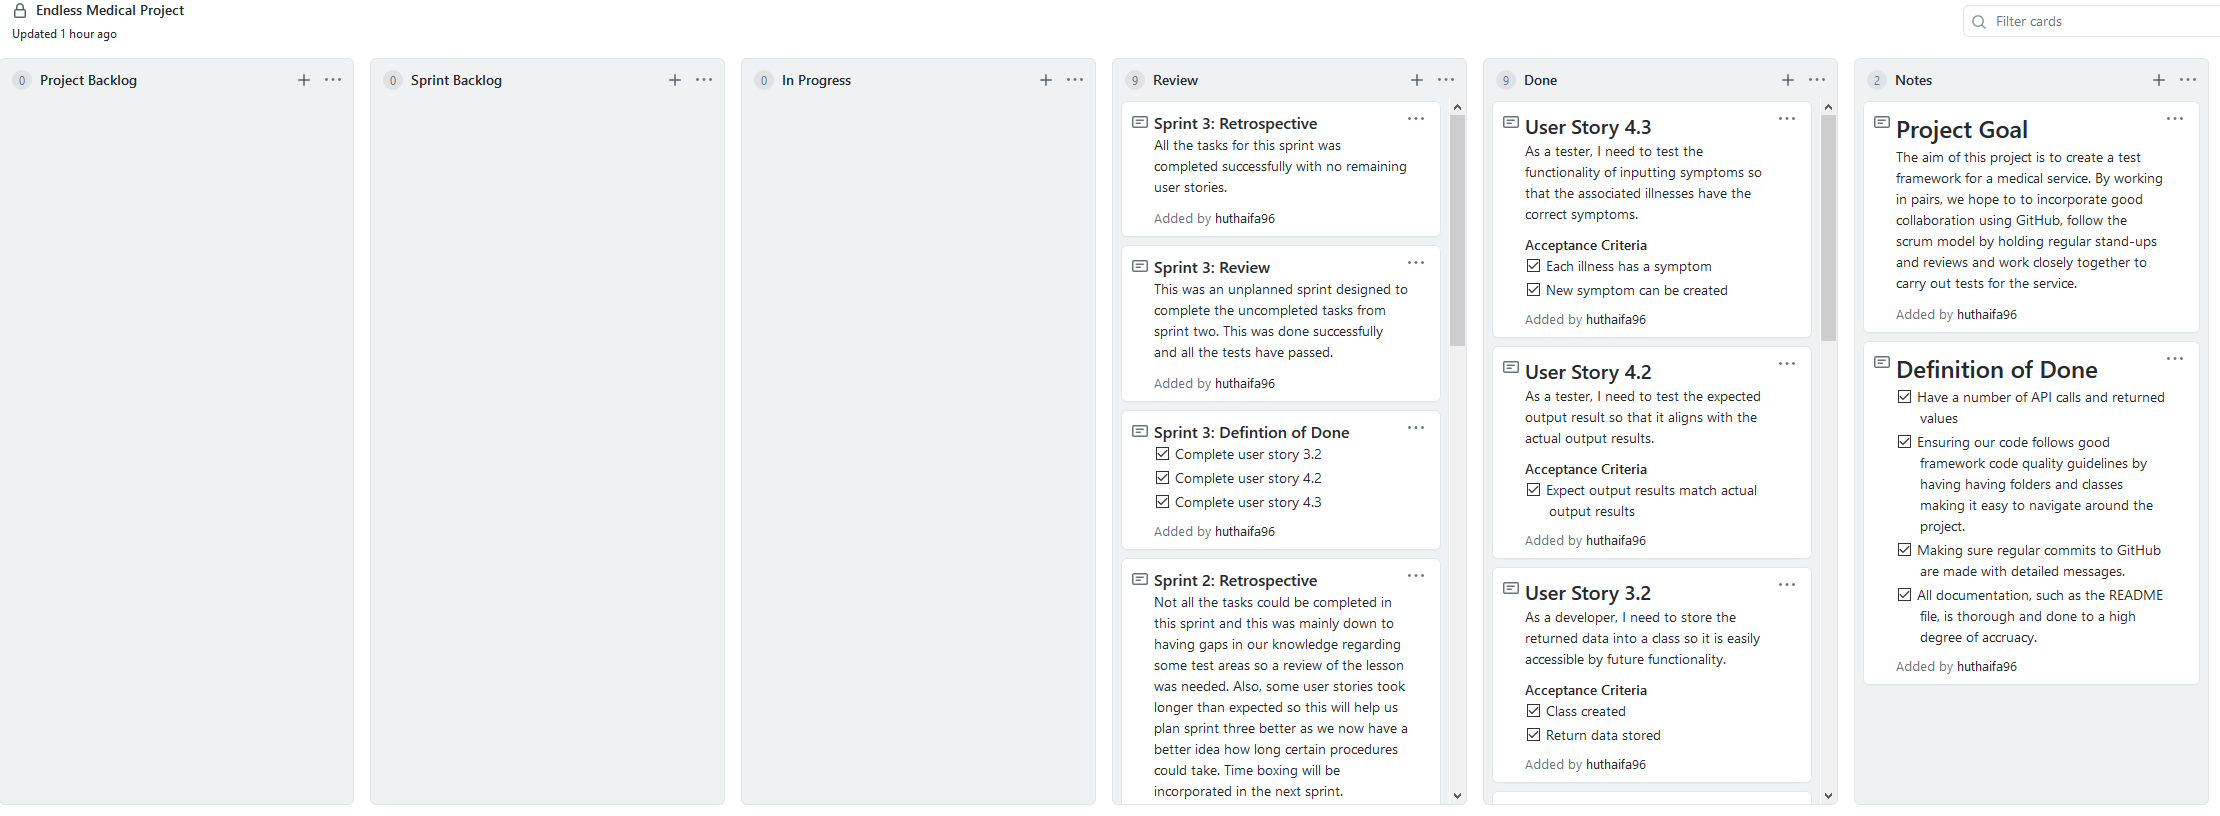 Endless Medical Project
Updated 1 hour ago
Filter cards
0 Project Backlog
0 Sprint Backlog
0 In Progress
9 Review
Sprint 3: Retrospective
All the tasks for this sprint was
completed successfully with no remaining
user stories.
Added by huthaifa96
Sprint 3: Review
This was an unplanned sprint designed to
complete the uncompleted tasks from
sprint two. This was done successfully
and all the tests have passed.
Added by huthaifa96
Sprint 3: Defintion of Done
Complete user story 3.2
Complete user story 4.2
Complete user story 4.3
Added by huthaifa96
Sprint 2: Retrospective
Not all the tasks could be completed in
this sprint and this was mainly down to
having gaps in our knowledge regarding
some test areas so a review of the lesson
was needed. Also, some user stories took
longer than expected so this will help us
plan sprint three better as we now have a
better idea how long certain procedures
could take. Time boxing will be
incorporated in the next sprint.
9 Done
User Story 4.3
As a tester, I need to test the
functionality of inputting symptoms so
that the associated illnesses have the
correct symptoms.
Acceptance Criteria
Each illness has a symptom
New symptom can be created
Added by huthaifa96
User Story 4.2
As a tester, I need to test the expected
output result so that it aligns with the
actual output results.
Acceptance Criteria
Expect output results match actual
output results
Added by huthaifa96
User Story 3.2
As a developer, I need to store the
returned data into a class so it is easily
accessible by future functionality.
Acceptance Criteria
Class created
Return data stored
Added by huthaifa96
2 Notes
Project Goal
The aim of this project is to create a test
framework for a medical service. By working
in pairs, we hope to to incorporate good
collaboration using GitHub, follow the
scrum model by holding regular stand-ups
and reviews and work closely together to
carry out tests for the service.
Added by huthaifa96
Definition of Done
Have a number of API calls and returned
values
Ensuring our code follows good
framework code quality guidelines by
having having folders and classes
making it easy to navigate around the
project.
Making sure regular commits to GitHub
are made with detailed messages.
All documentation, such as the README
file, is thorough and done to a high
degree of accruacy.
Added by huthaifa96